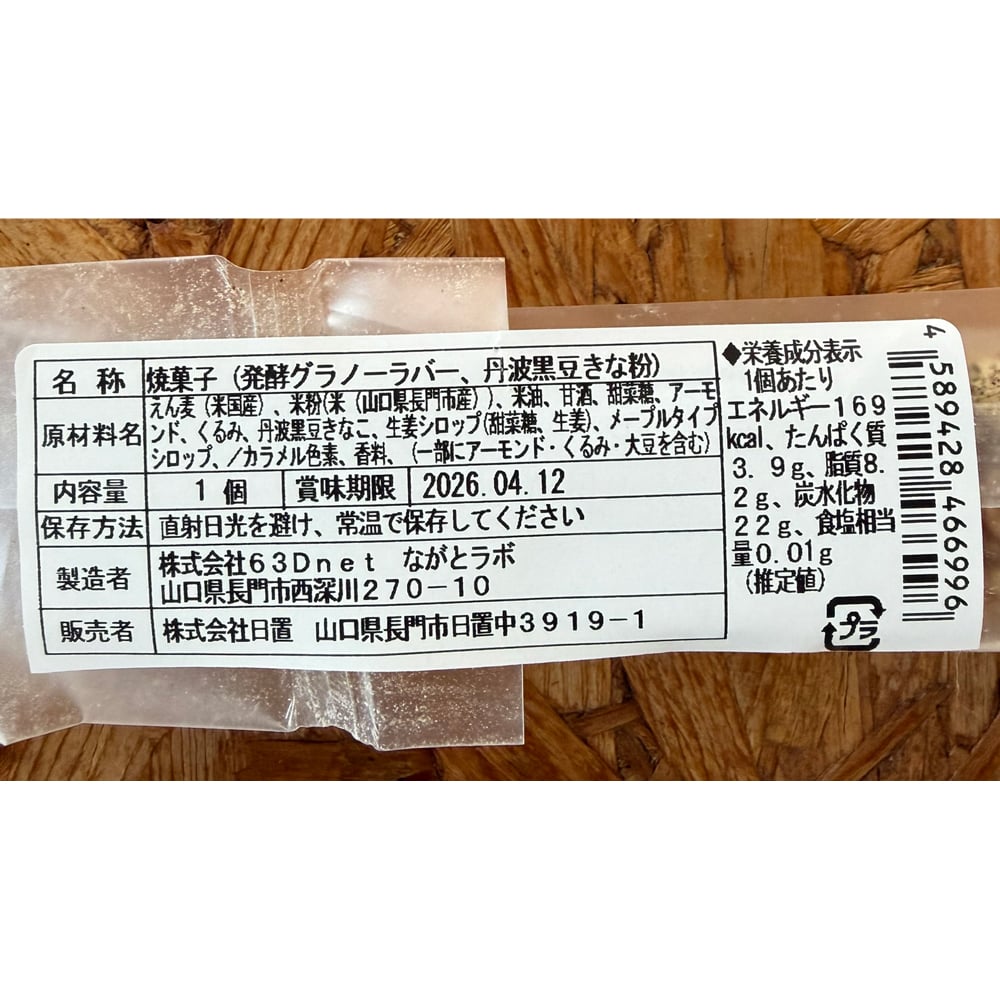 名称 焼菓子（発酵グラノーラバー、丹波黒豆きな粉）
原材料名 えん麦（米国産）、米粉(米（山口県長門市産））、米油、甘酒、甜菜糖、アーモ
ンド、くるみ、丹波黒豆きなこ、生姜シロップ(甜菜糖、生姜)、メープルタイプ
シロップ、／カラメル色素、香料、（一部にアーモンド・くるみ・大豆を含む）
内容量 1個 賞味期限 2026.04.12
保存方法 直射日光を避け、常温で保存してください
製造者 株式会社63Dnet ながとラボ
山口県長門市西深川270－10
販売者 株式会社日置 山口県長門市日置中3919－1
◆栄養成分表示
1個あたり
エネルギー169
kcal、たんぱく質
3.9g、脂質8.
2g、炭水化物
22g、食塩相当
量0.01g
（推定値）
プラ
4589428466996